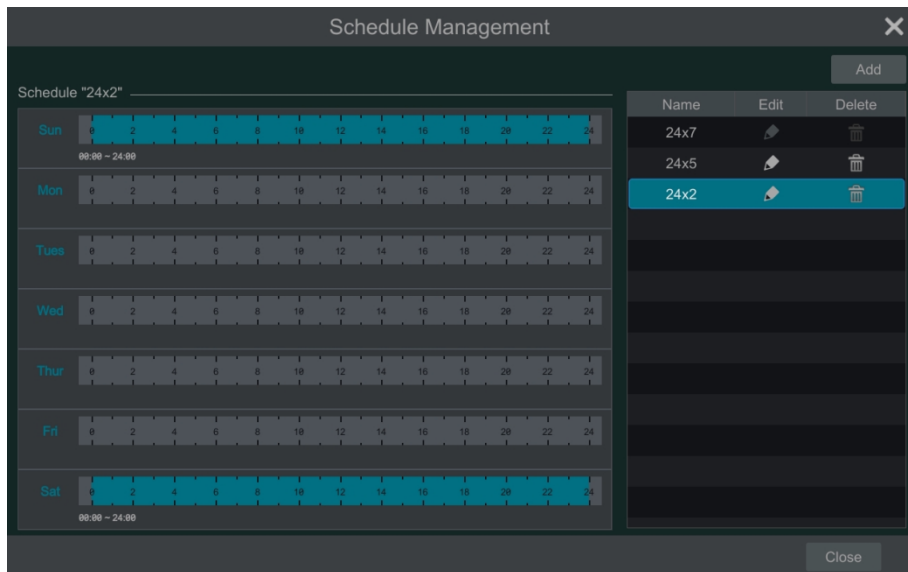 Schedule Management
Add
Schedule "24x2"
Name Edit Delete
24x7
24x5
24x2
Sun 0 2 4 6 8 10 12 14 16 18 20 22 24
00:00 ~ 24:00
Mon 0 2 4 6 8 10 12 14 16 18 20 22 24
Tues 0 2 4 6 8 10 12 14 16 18 20 22 24
Wed 0 2 4 6 8 10 12 14 16 18 20 22 24
Thur 0 2 4 6 8 10 12 14 16 18 20 22 24
Fri 0 2 4 6 8 10 12 14 16 18 20 22 24
Sat 0 2 4 6 8 10 12 14 16 18 20 22 24
00:00 ~ 24:00
Close